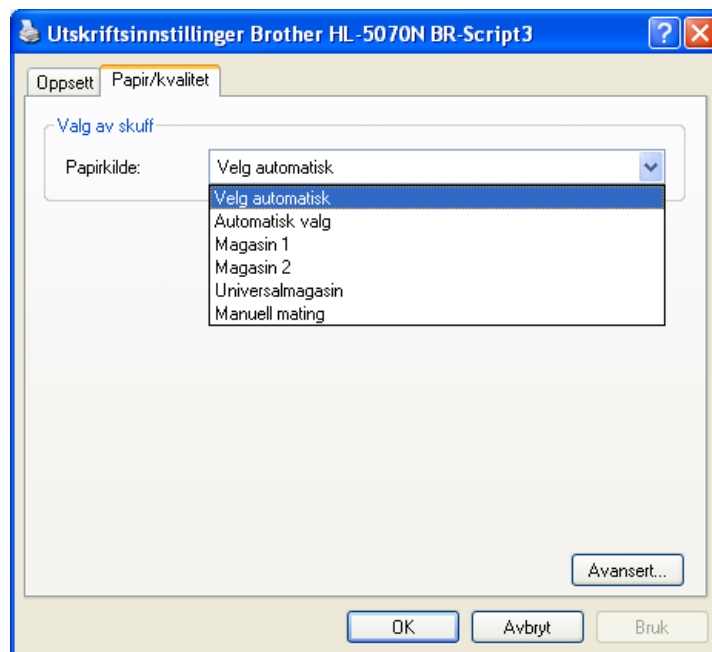 Utskriftsinnstillinger Brother HL-5070N BR-Script3
Oppsett Papir/kvalitet
Valg av skuff
Papirkilde: Velg automatisk
Velg automatisk
Automatisk valg
Magasin 1
Magasin 2
Universalmagasin
Manuell mating
Avansert...
OK Avbryt Bruk